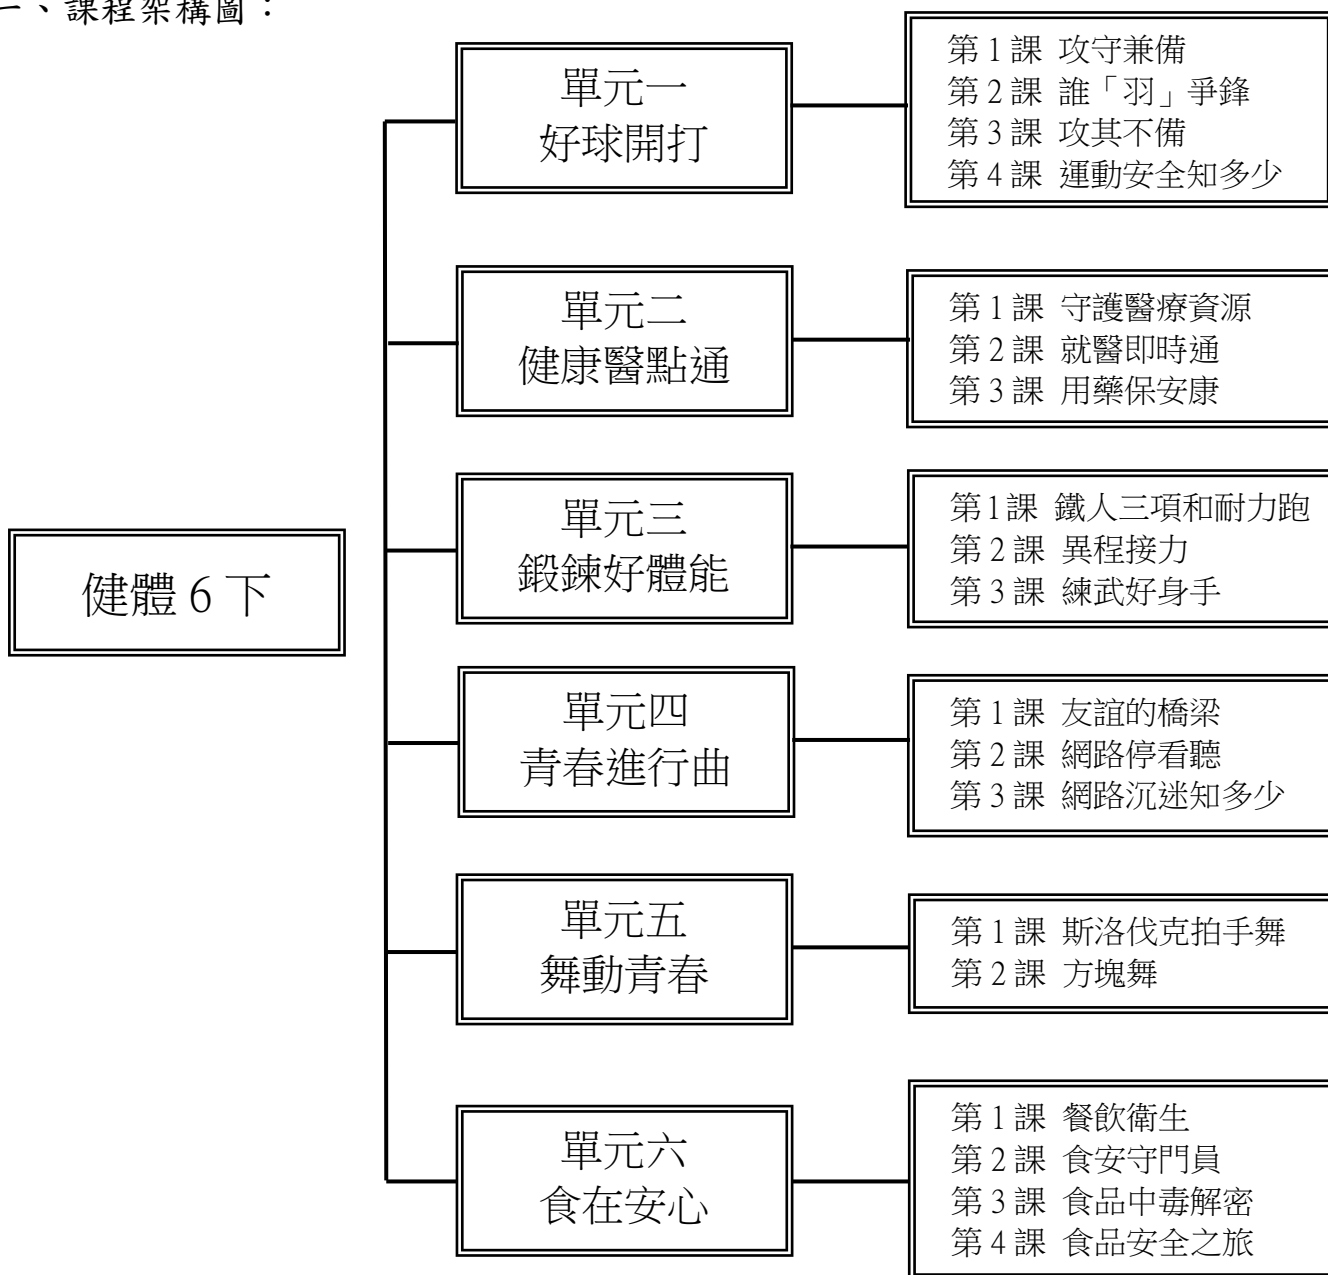 一、課程架構圖：
健體 6 下
單元一
好球開打
第 1 課 攻守兼備
第 2 課 誰「羽」爭鋒
第 3 課 攻其不備
第 4 課 運動安全知多少
單元二
健康醫點通
第 1 課 守護醫療資源
第 2 課 就醫即時通
第 3 課 用藥保安康
單元三
鍛鍊好體能
第 1 課 鐵人三項和耐力跑
第 2 課 異程接力
第 3 課 練武好身手
單元四
青春進行曲
第 1 課 友誼的橋梁
第 2 課 網路停看聽
第 3 課 網路沉迷知多少
單元五
舞動青春
第 1 課 斯洛伐克拍手舞
第 2 課 方塊舞
單元六
食在安心
第 1 課 餐飲衛生
第 2 課 食安守門員
第 3 課 食品中毒解密
第 4 課 食品安全之旅